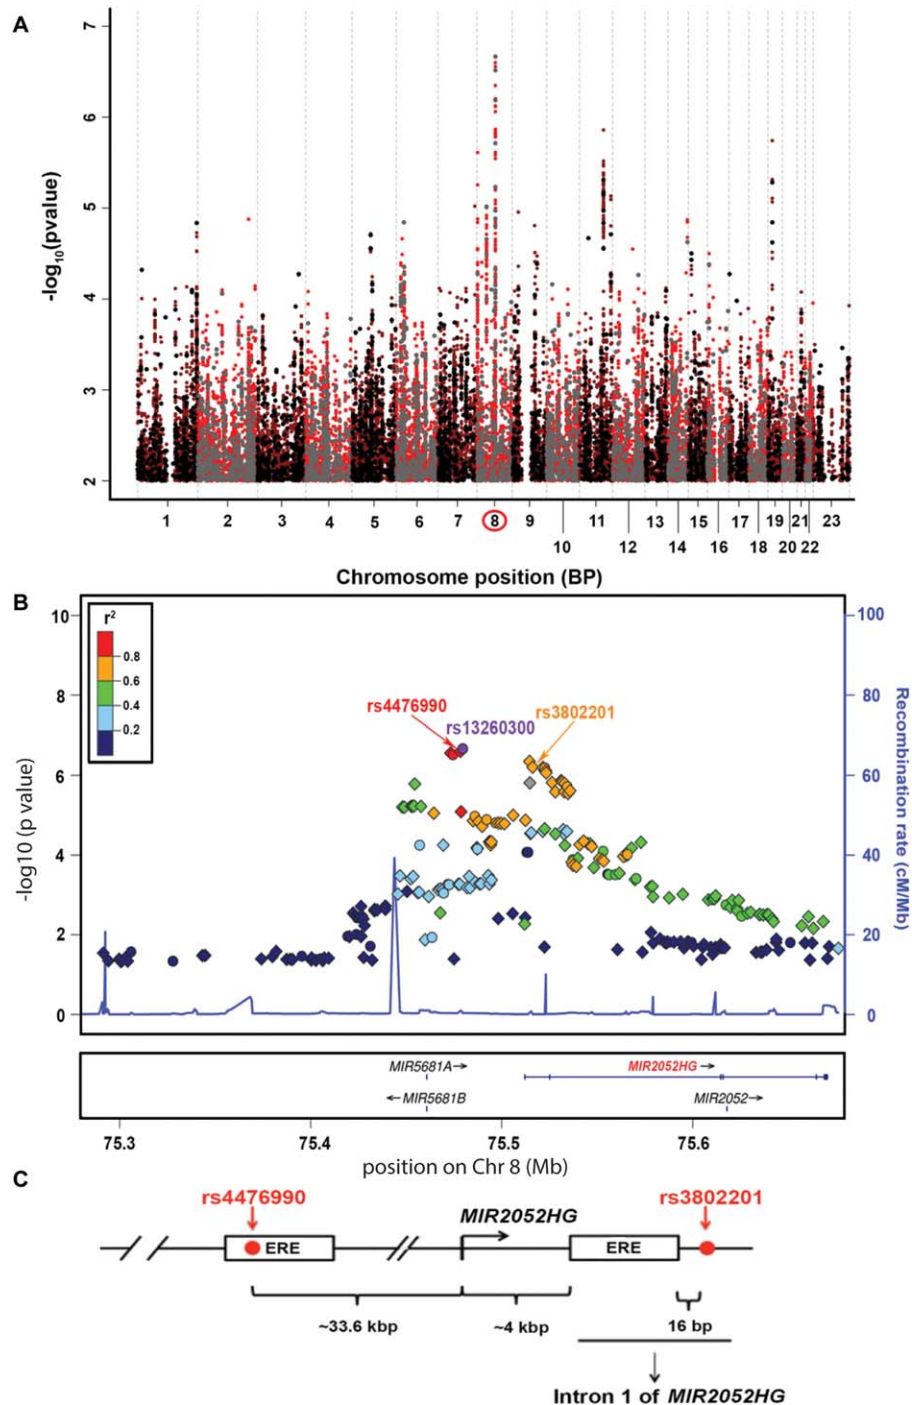 A
-log10(pvalue)
7
6
5
4
3
2
1 2 3 4 5 6 7 8 9 11 13 15 17 19 21 23
10 12 14 16 18 20 22
Chromosome position (BP)
B
r2
0.8
0.6
0.4
0.2
-log10 (p value)
10
8
6
4
2
0
rs4476990
rs13260300
rs3802201
100
80
60
40
20
0
Recombination rate (cM/Mb)
MIR5681A→
MIR2052HG →
←MIR5681B
MIR2052→
75.3 75.4 75.5 75.6
position on Chr 8 (Mb)
C
rs4476990
rs3802201
MIR2052HG
ERE
ERE
~33.6 kbp
~4 kbp
16 bp
Intron 1 of MIR2052HG